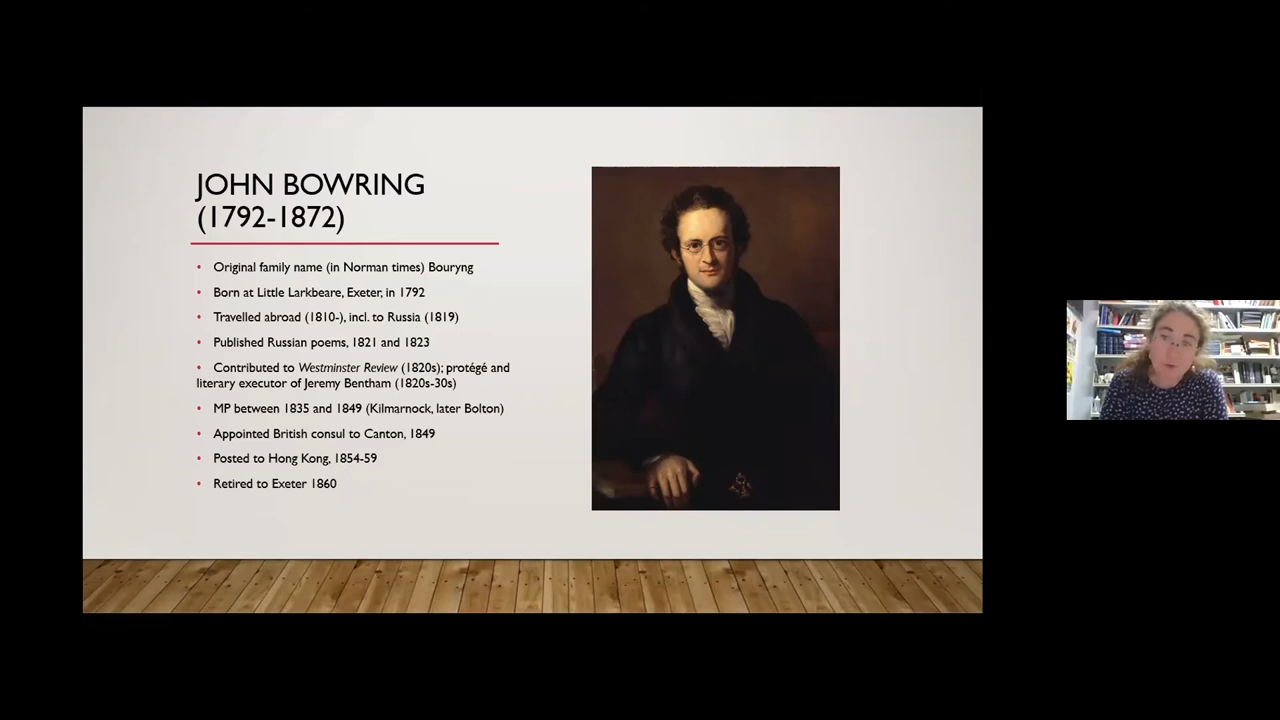 JOHN BOWRING
(1792-1872)
• Original family name (in Norman times) Bouryng
• Born at Little Larkbeare, Exeter, in 1792
• Travelled abroad (1810-), incl. to Russia (1819)
• Published Russian poems, 1821 and 1823
• Contributed to Westminster Review (1820s); protégé and
literary executor of Jeremy Bentham (1820s-30s)
• MP between 1835 and 1849 (Kilmarnock, later Bolton)
• Appointed British consul to Canton, 1849
• Posted to Hong Kong, 1854-59
• Retired to Exeter 1860